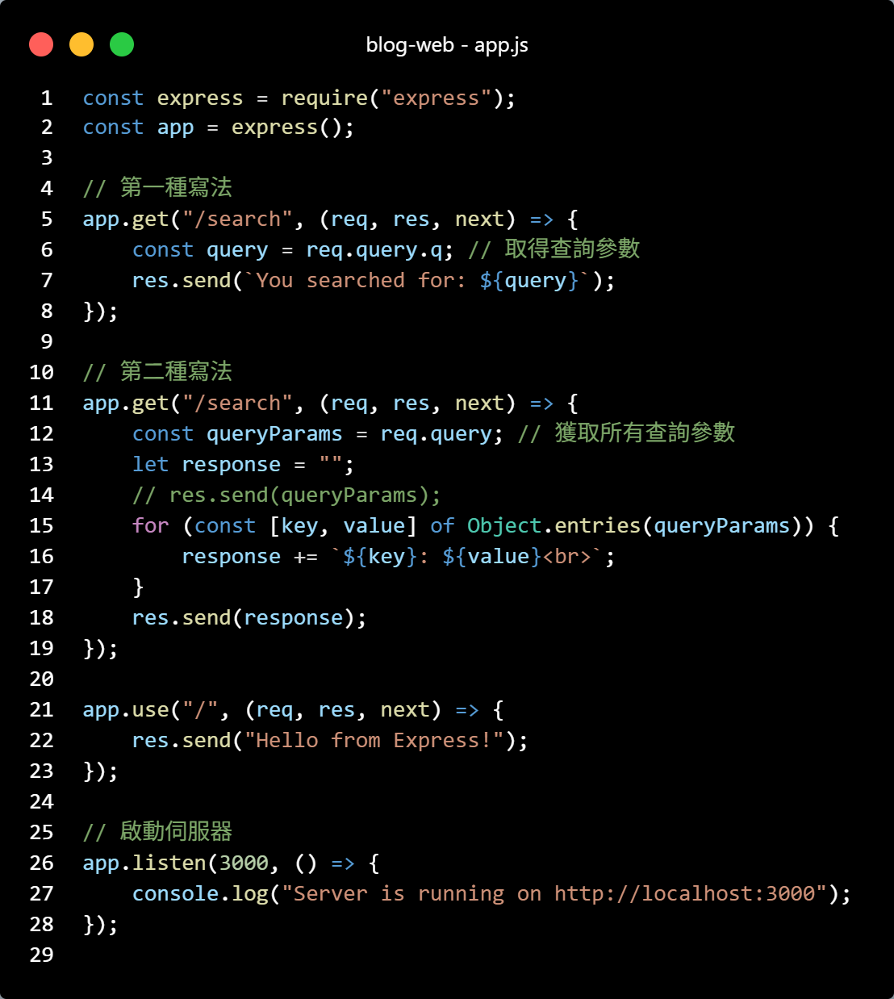 blog-web - app.js
1 const express = require("express");
2 const app = express();
3
4 // 第一種寫法
5 app.get("/search", (req, res, next) => {
6     const query = req.query.q; // 取得查詢參數
7     res.send(`You searched for: ${query}`);
8 });
9
10 // 第二種寫法
11 app.get("/search", (req, res, next) => {
12     const queryParams = req.query; // 獲取所有查詢參數
13     let response = "";
14     // res.send(queryParams);
15     for (const [key, value] of Object.entries(queryParams)) {
16         response += `${key}: ${value}<br>`;
17     }
18     res.send(response);
19 });
20
21 app.use("/", (req, res, next) => {
22     res.send("Hello from Express!");
23 });
24
25 // 啟動伺服器
26 app.listen(3000, () => {
27     console.log("Server is running on http://localhost:3000");
28 });
29